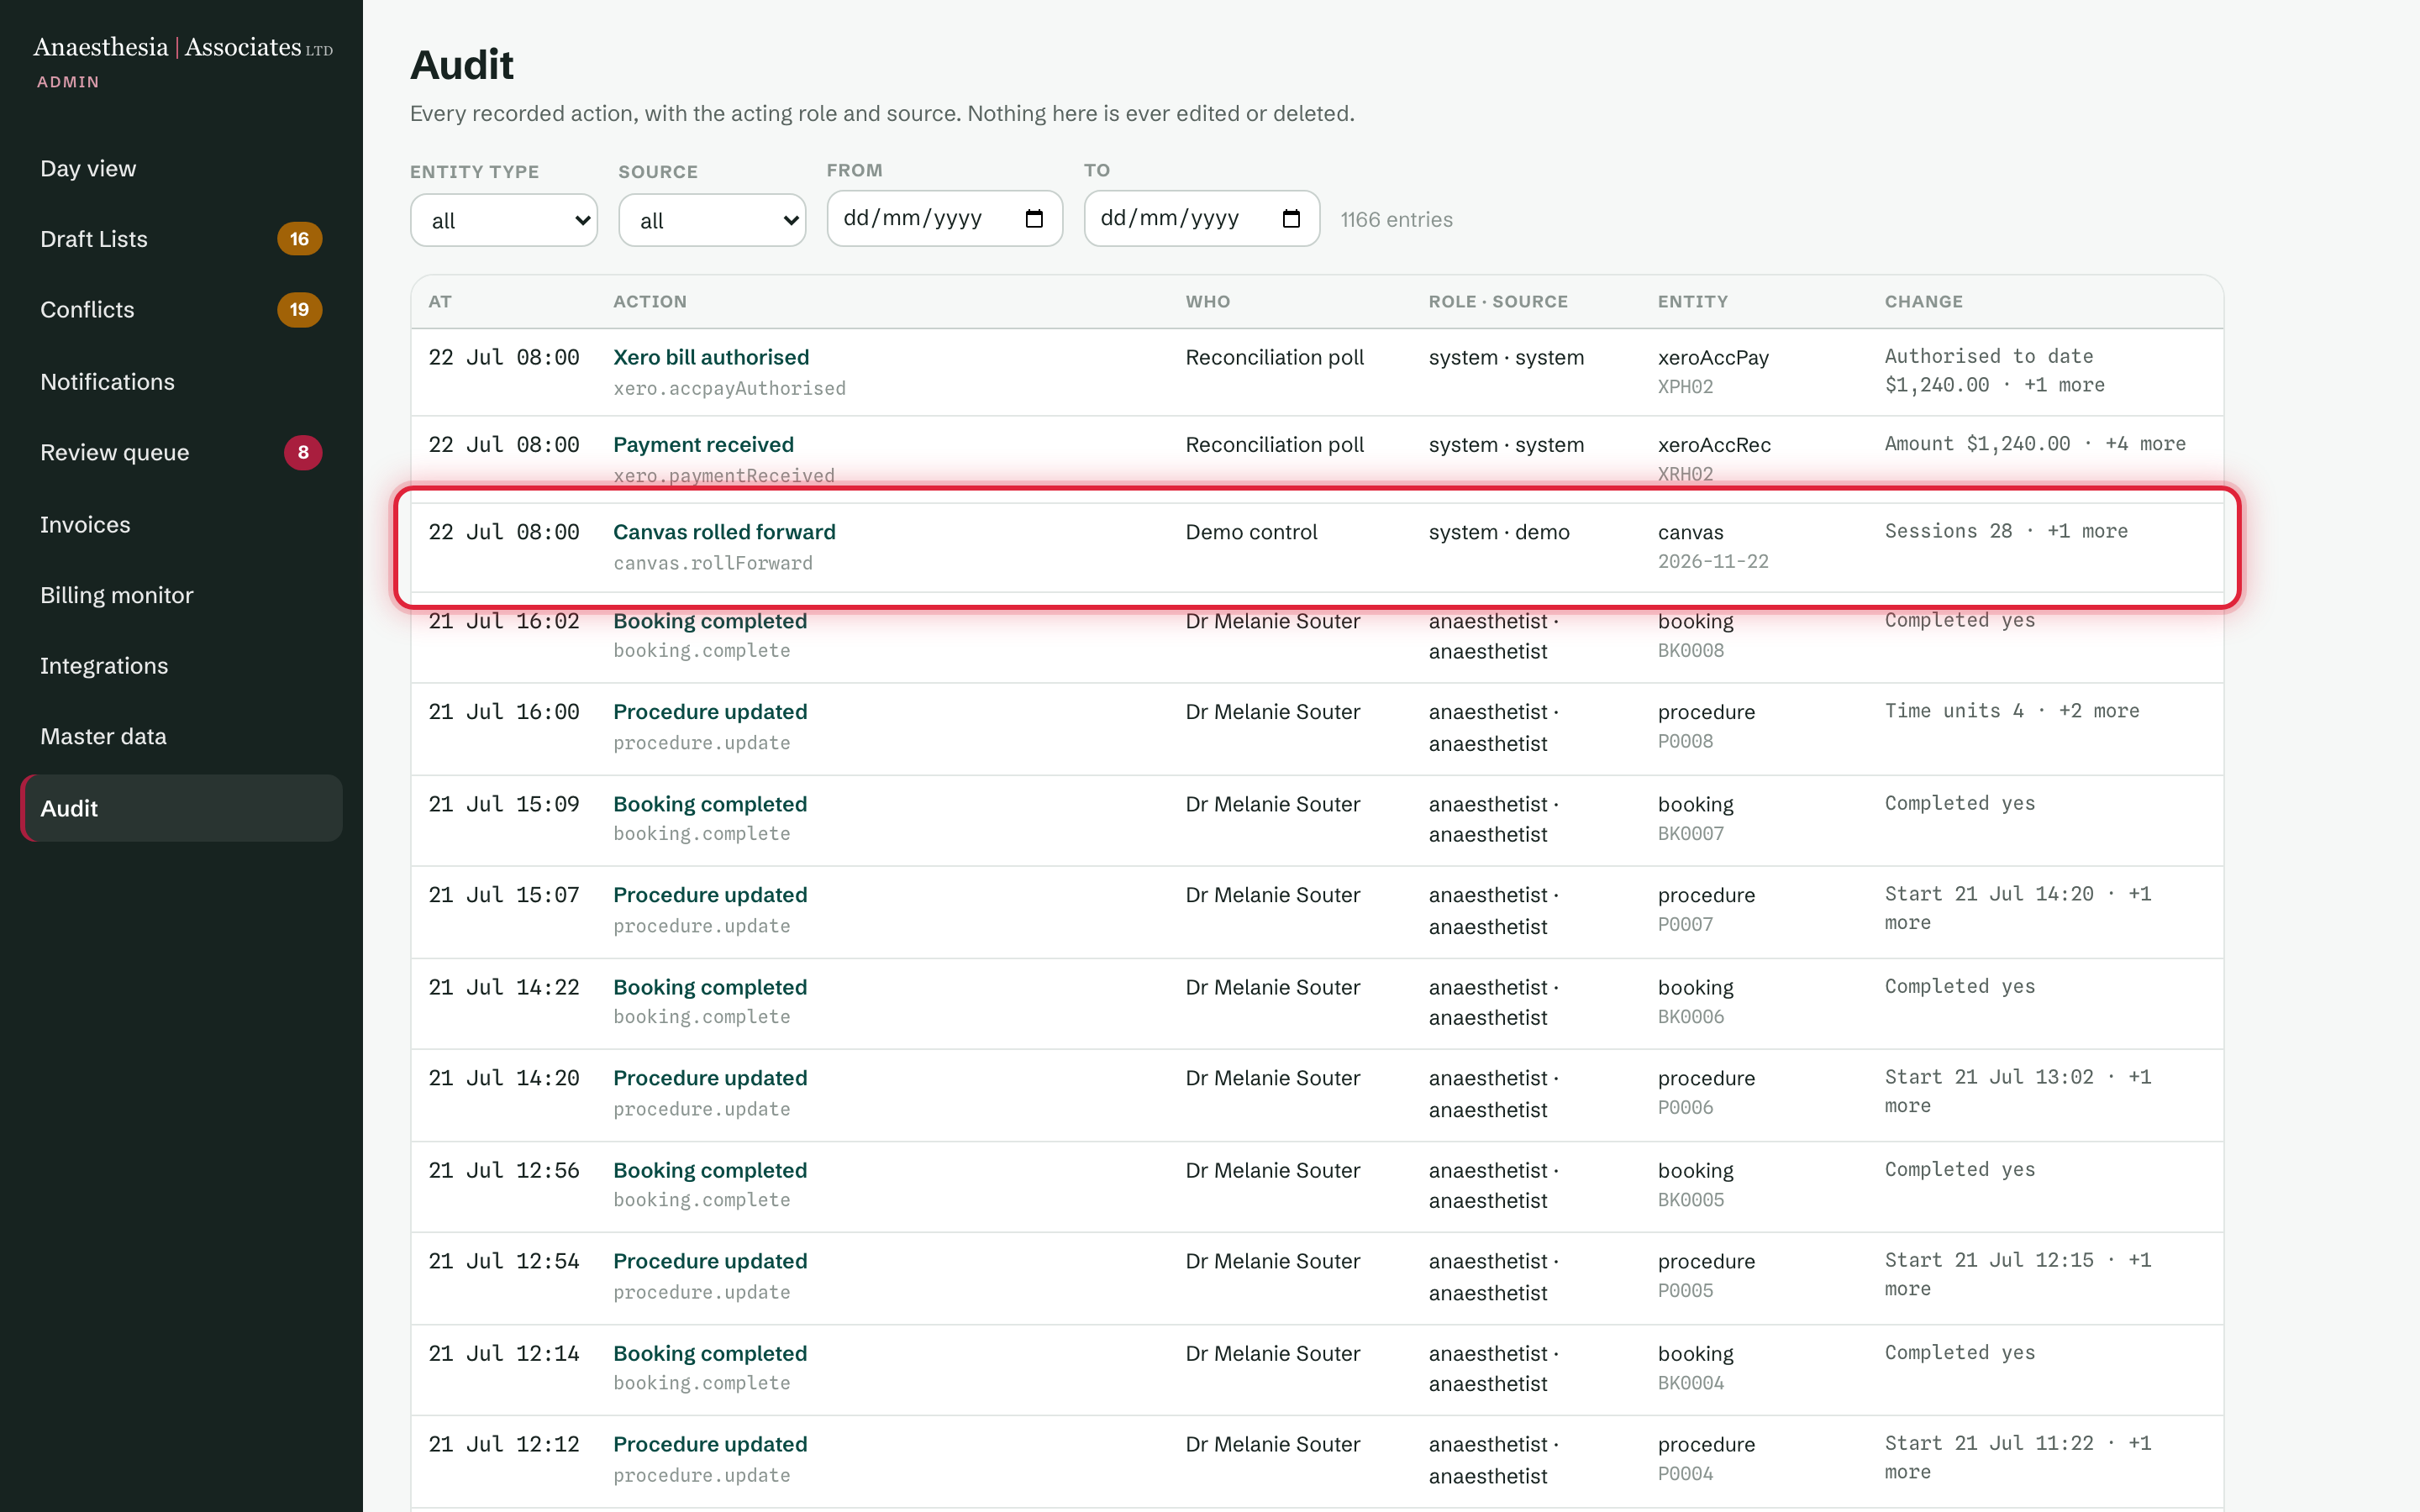 Anaesthesia | Associates LTD
ADMIN
Day view
Draft Lists 16
Conflicts 19
Notifications
Review queue 8
Invoices
Billing monitor
Integrations
Master data
Audit
Audit
Every recorded action, with the acting role and source. Nothing here is ever edited or deleted.
ENTITY TYPE SOURCE FROM TO
all all dd/mm/yyyy dd/mm/yyyy 1166 entries
AT ACTION WHO ROLE · SOURCE ENTITY CHANGE
22 Jul 08:00 Xero bill authorised Reconciliation poll system · system xeroAccPay Authorised to date
xero.accpayAuthorised XPH02 $1,240.00 · +1 more
22 Jul 08:00 Payment received Reconciliation poll system · system xeroAccRec Amount $1,240.00 · +4 more
xero.paymentReceived XRH02
22 Jul 08:00 Canvas rolled forward Demo control system · demo canvas Sessions 28 · +1 more
canvas.rollForward 2026-11-22
21 Jul 16:02 Booking completed Dr Melanie Souter anaesthetist · booking Completed yes
booking.complete anaesthetist BK0008
21 Jul 16:00 Procedure updated Dr Melanie Souter anaesthetist · procedure Time units 4 · +2 more
procedure.update anaesthetist P0008
21 Jul 15:09 Booking completed Dr Melanie Souter anaesthetist · booking Completed yes
booking.complete anaesthetist BK0007
21 Jul 15:07 Procedure updated Dr Melanie Souter anaesthetist · procedure Start 21 Jul 14:20 · +1
procedure.update anaesthetist P0007 more
21 Jul 14:22 Booking completed Dr Melanie Souter anaesthetist · booking Completed yes
booking.complete anaesthetist BK0006
21 Jul 14:20 Procedure updated Dr Melanie Souter anaesthetist · procedure Start 21 Jul 13:02 · +1
procedure.update anaesthetist P0006 more
21 Jul 12:56 Booking completed Dr Melanie Souter anaesthetist · booking Completed yes
booking.complete anaesthetist BK0005
21 Jul 12:54 Procedure updated Dr Melanie Souter anaesthetist · procedure Start 21 Jul 12:15 · +1
procedure.update anaesthetist P0005 more
21 Jul 12:14 Booking completed Dr Melanie Souter anaesthetist · booking Completed yes
booking.complete anaesthetist BK0004
21 Jul 12:12 Procedure updated Dr Melanie Souter anaesthetist · procedure Start 21 Jul 11:22 · +1
procedure.update anaesthetist P0004 more